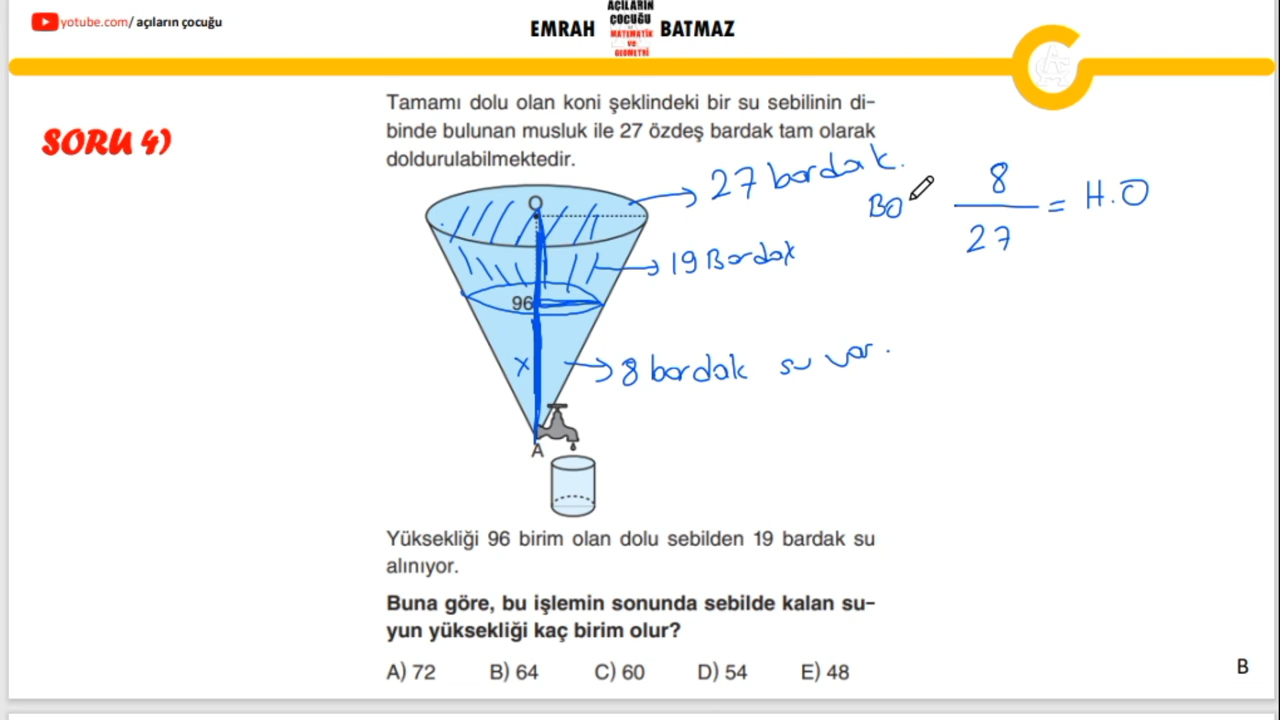 yotube.com/ açıların çocuğu
EMRAH
AÇILARIN
ÇOCUĞU
MATEMATİK
VE
GEOMETRİ
BATMAZ
SORU 4)
Tamamı dolu olan koni şeklindeki bir su sebilinin di-
binde bulunan musluk ile 27 özdeş bardak tam olarak
doldurulabilmektedir.
O
27 bardak.
BO
8
27
= H.O
19 Bardak
96
x
8 bardak su var.
A
Yüksekliği 96 birim olan dolu sebilden 19 bardak su
alınıyor.
Buna göre, bu işlemin sonunda sebilde kalan su-
yun yüksekliği kaç birim olur?
A) 72 B) 64 C) 60 D) 54 E) 48
B